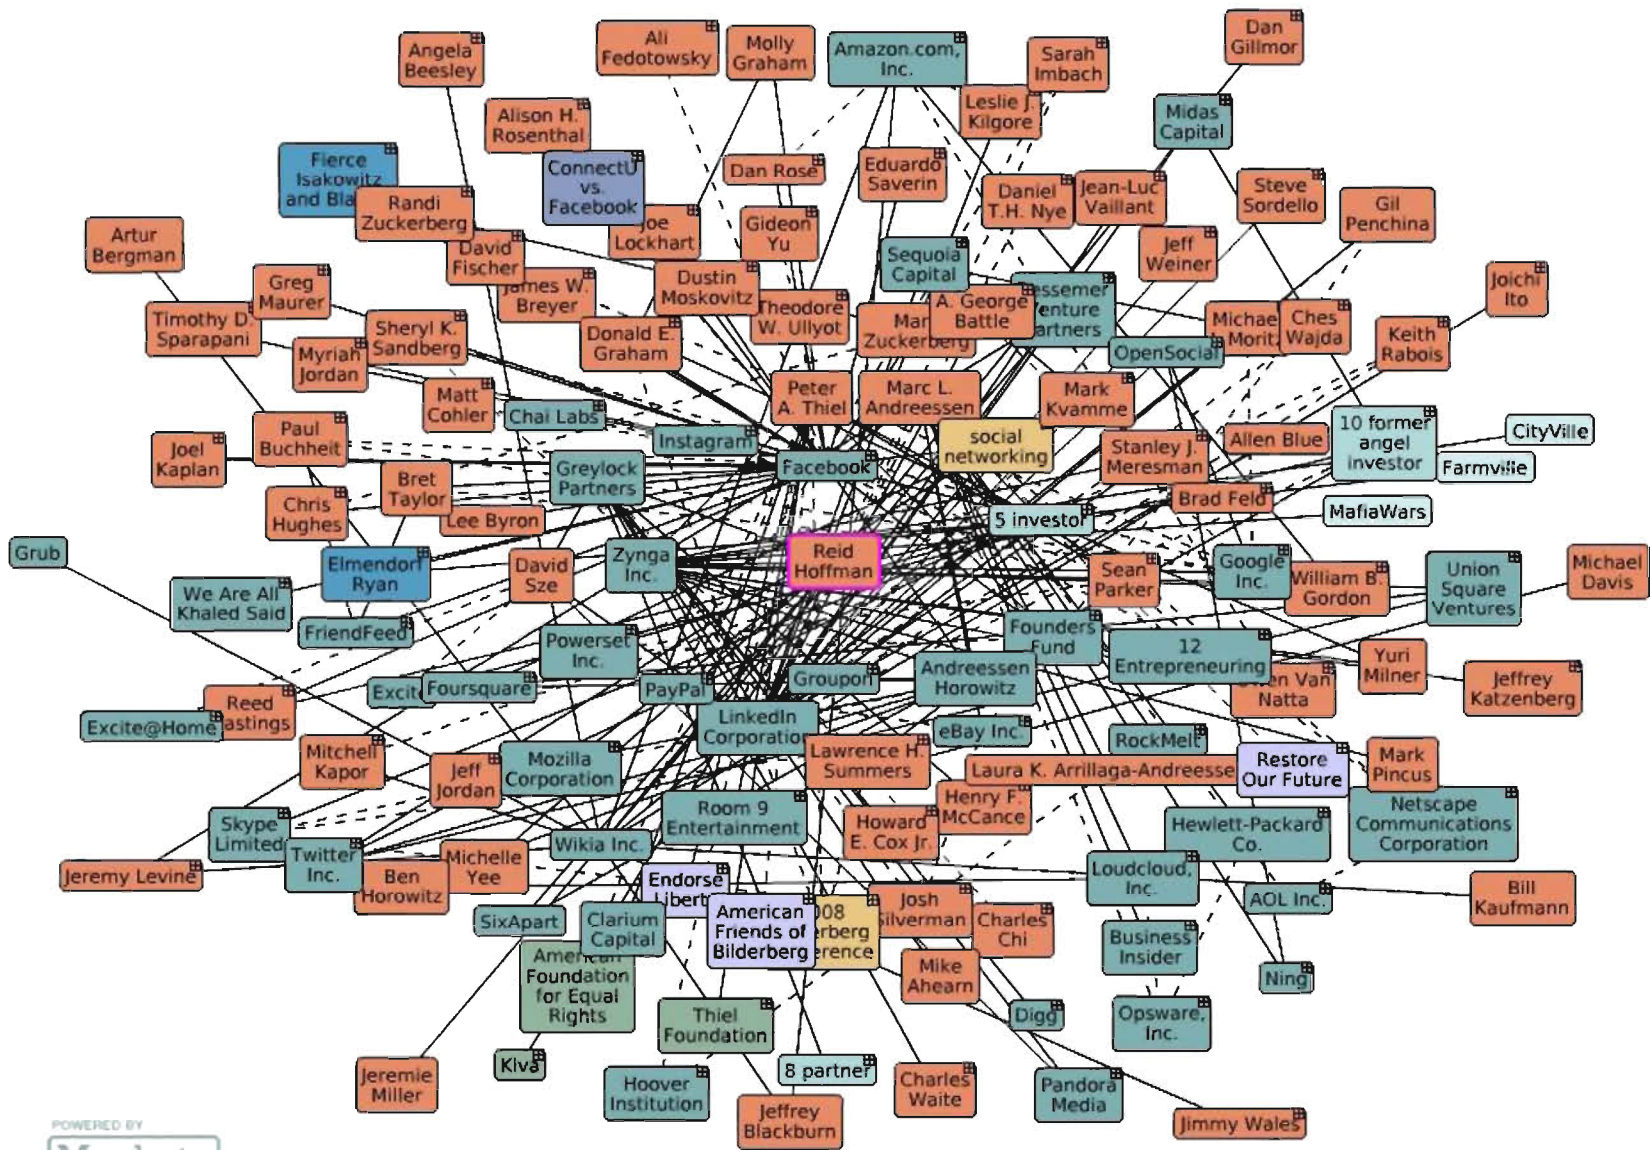 Angela
Beesley
Ali
Fedotowsky
Molly
Graham
Amazon.com,
Inc.
Sarah
Imbach
Dan
Gillmor
Alison H.
Rosenthal
Leslie J.
Kilgore
Midas
Capital
Fierce
Isakowitz
and
ConnectU
vs.
Facebook
Dan Rose
Eduardo
Saverin
Daniel
T.H. Nye
Jean-Luc
Vaillant
Steve
Sordello
Gil
Penchina
Randi
Zuckerberg
Joe
Lockhart
Gideon
Yu
Artur
Bergman
David
Fischer
Sequoia
Capital
Jeff
Weiner
Greg
Maurer
James W.
Breyer
Dustin
Moskovitz
Theodore
W. Ullyot
A. George
Battle
Joichi
Ito
Timothy D.
Sparapani
Sheryl K.
Sandberg
Donald E.
Graham
Zuckerberg
Ches
Wajda
Keith
Rabois
Myriah
Jordan
OpenSocial
Matt
Cohler
Chai Labs
Peter
A. Thiel
Marc L.
Andreessen
Mark
Kvamme
Paul
Buchheit
Instagram
social
networking
Stanley J.
Meresman
Allen Blue
10 former
angel
investor
CityVille
Joel
Kaplan
Greylock
Partners
Facebook
Farmville
Bret
Taylor
Brad Feld
Chris
Hughes
Lee Byron
5 investor
MafiaWars
Grub
Elmendorf
Ryan
David
Sze
Zynga
Inc.
Reid
Hoffman
Sean
Parker
Google
Inc.
William B.
Gordon
Union
Square
Ventures
Michael
Davis
We Are All
Khaled Said
FriendFeed
Powerset
Inc.
Founders
Fund
12
Entrepreneuring
Yuri
Milner
Jeffrey
Katzenberg
Foursquare
PayPal
Groupon
Andreessen
Horowitz
Van
Natta
Reed
Excite@Home
LinkedIn
Corporation
eBay Inc.
RockMelt
Mitchell
Kapor
Jeff
Jordan
Mozilla
Corporation
Lawrence H.
Summers
Laura K. Arrillaga-Andreesse
Restore
Our Future
Mark
Pincus
Henry F.
McCance
Skype
Limited
Room 9
Entertainment
Howard
E. Cox Jr.
Hewlett-Packard
Co.
Netscape
Communications
Corporation
Jeremy Levine
Twitter
Inc.
Michelle
Yee
Wikia Inc.
Ben
Horowitz
Endorse
Loudcloud,
Inc.
AOL Inc.
Bill
Kaufmann
SixApart
Clarium
Capital
American
Friends of
Bilderberg
Josh
Silverman
Charles
Chi
Business
Insider
American
Foundation
for Equal
Rights
Mike
Ahearn
Ning
Thiel
Foundation
Digg
Opsware,
Inc.
Kiva
8 partner
Jeremie
Miller
Hoover
Institution
Jeffrey
Blackburn
Charles
Waite
Pandora
Media
Jimmy Wales
POWERED BY